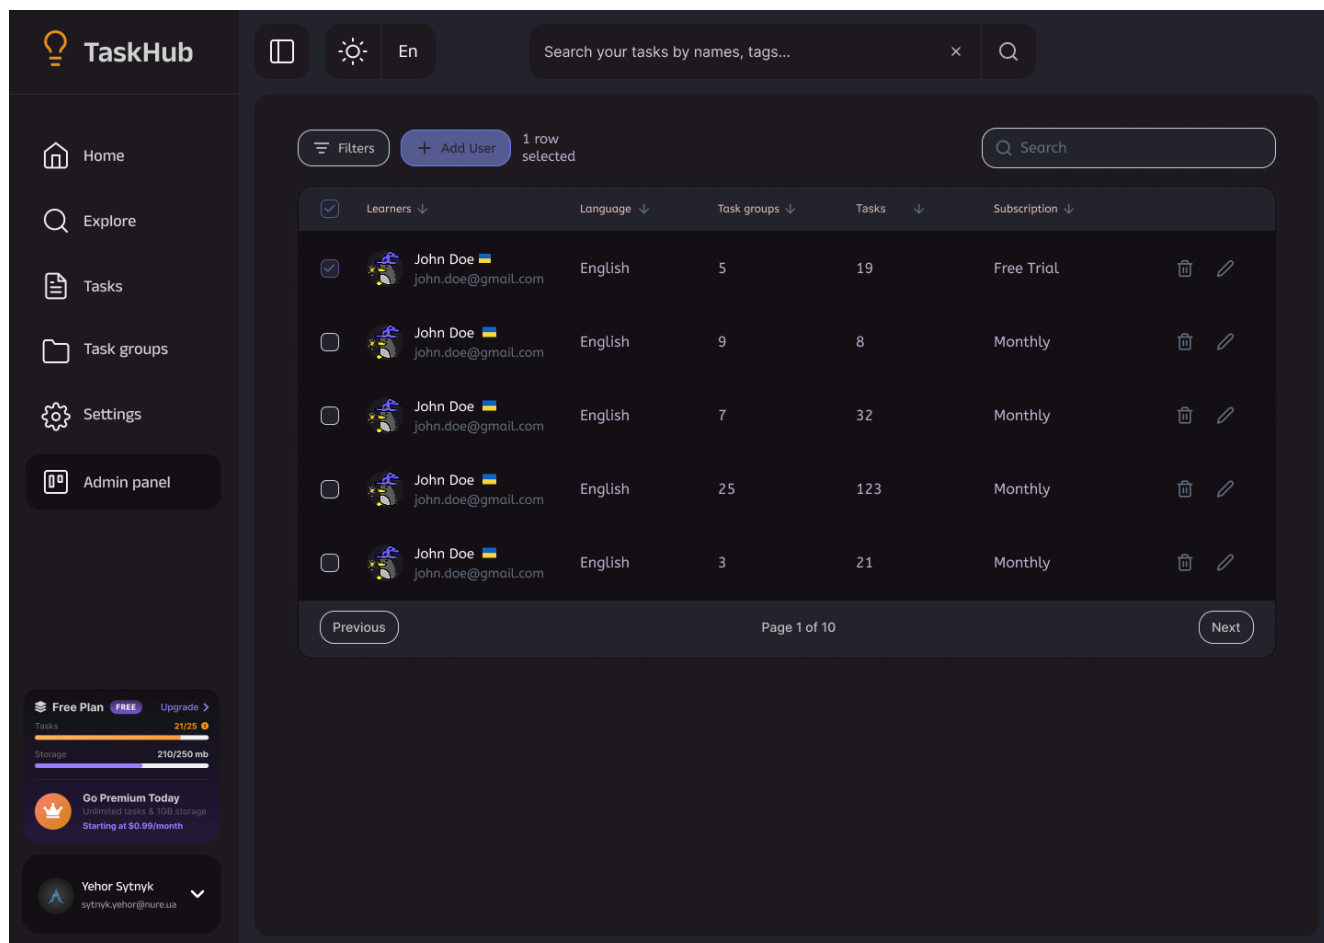 TaskHub
En
Search your tasks by names, tags...
Home
Explore
Tasks
Task groups
Settings
Admin panel
Free Plan FREE Upgrade
Tasks 21/25
Storage 210/250 mb
Go Premium Today
Unlimited tasks & 1GB storage
Starting at $0.99/month
Yehor Sytnyk
sytnyk.yehor@nure.ua
Filters
Add User
1 row
selected
Search
Learners Language Task groups Tasks Subscription
John Doe
john.doe@gmail.com
English 5 19 Free Trial
John Doe
john.doe@gmail.com
English 9 8 Monthly
John Doe
john.doe@gmail.com
English 7 32 Monthly
John Doe
john.doe@gmail.com
English 25 123 Monthly
John Doe
john.doe@gmail.com
English 3 21 Monthly
Previous Page 1 of 10 Next